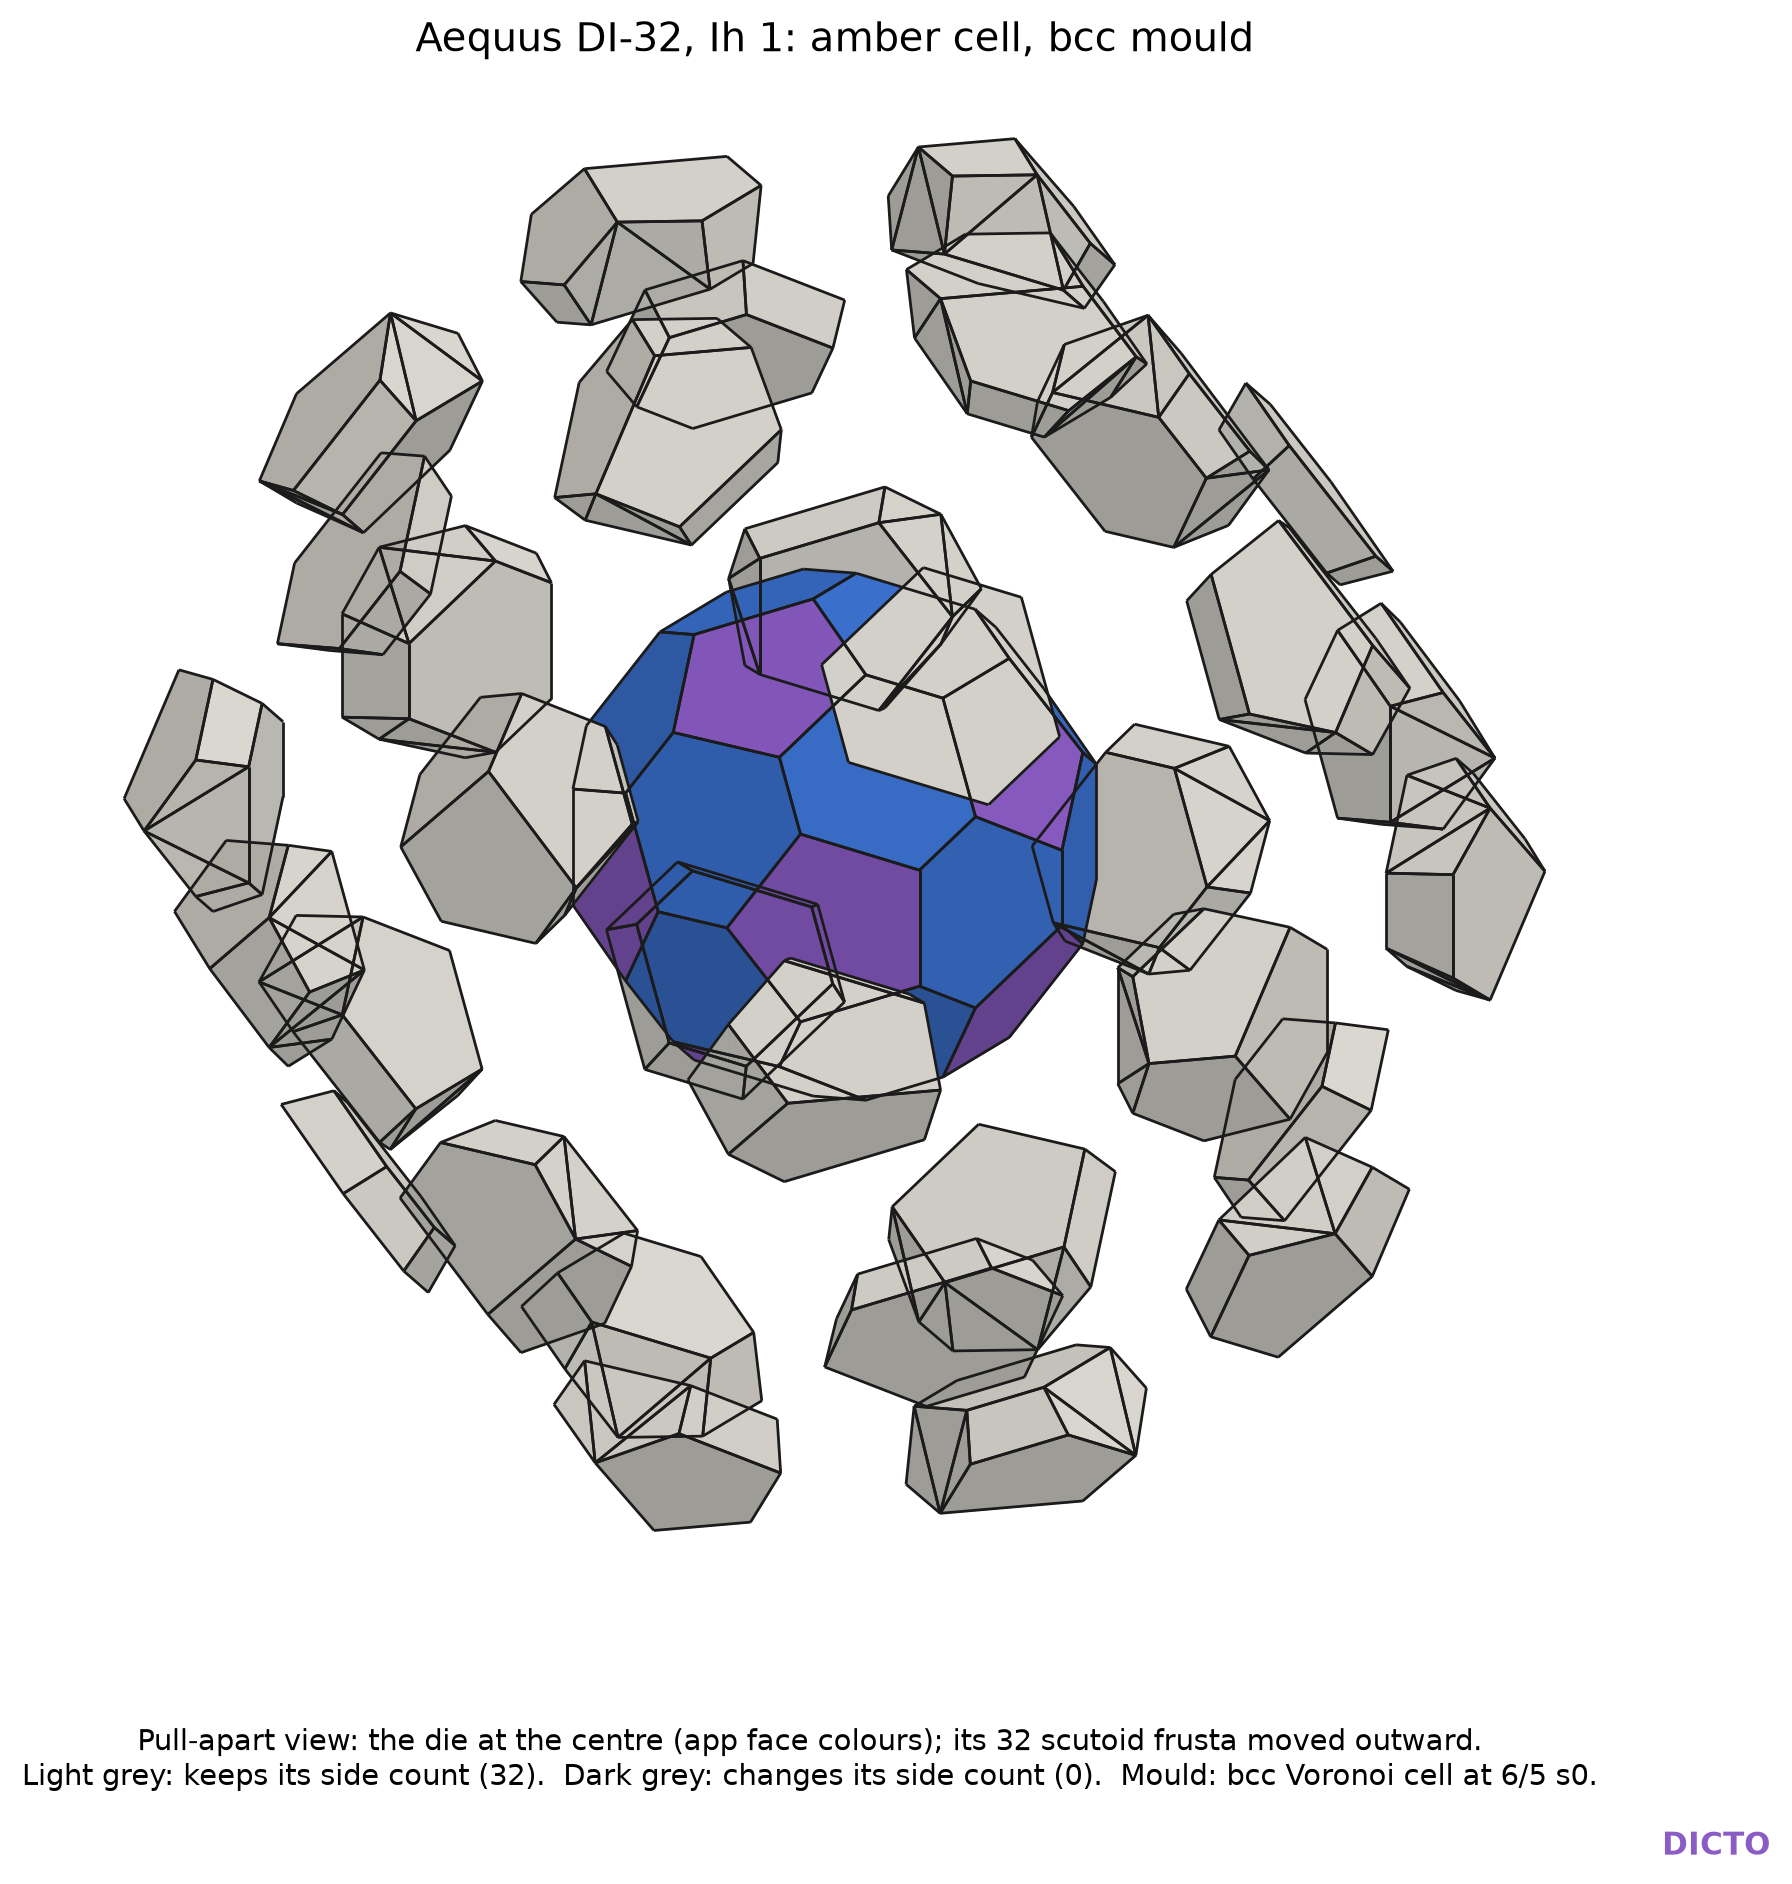 Aequus DI-32, Ih 1: amber cell, bcc mould
Pull-apart view: the die at the centre (app face colours); its 32 scutoid frusta moved outward.
Light grey: keeps its side count (32).  Dark grey: changes its side count (0).  Mould: bcc Voronoi cell at 6/5 s0.
DICTO